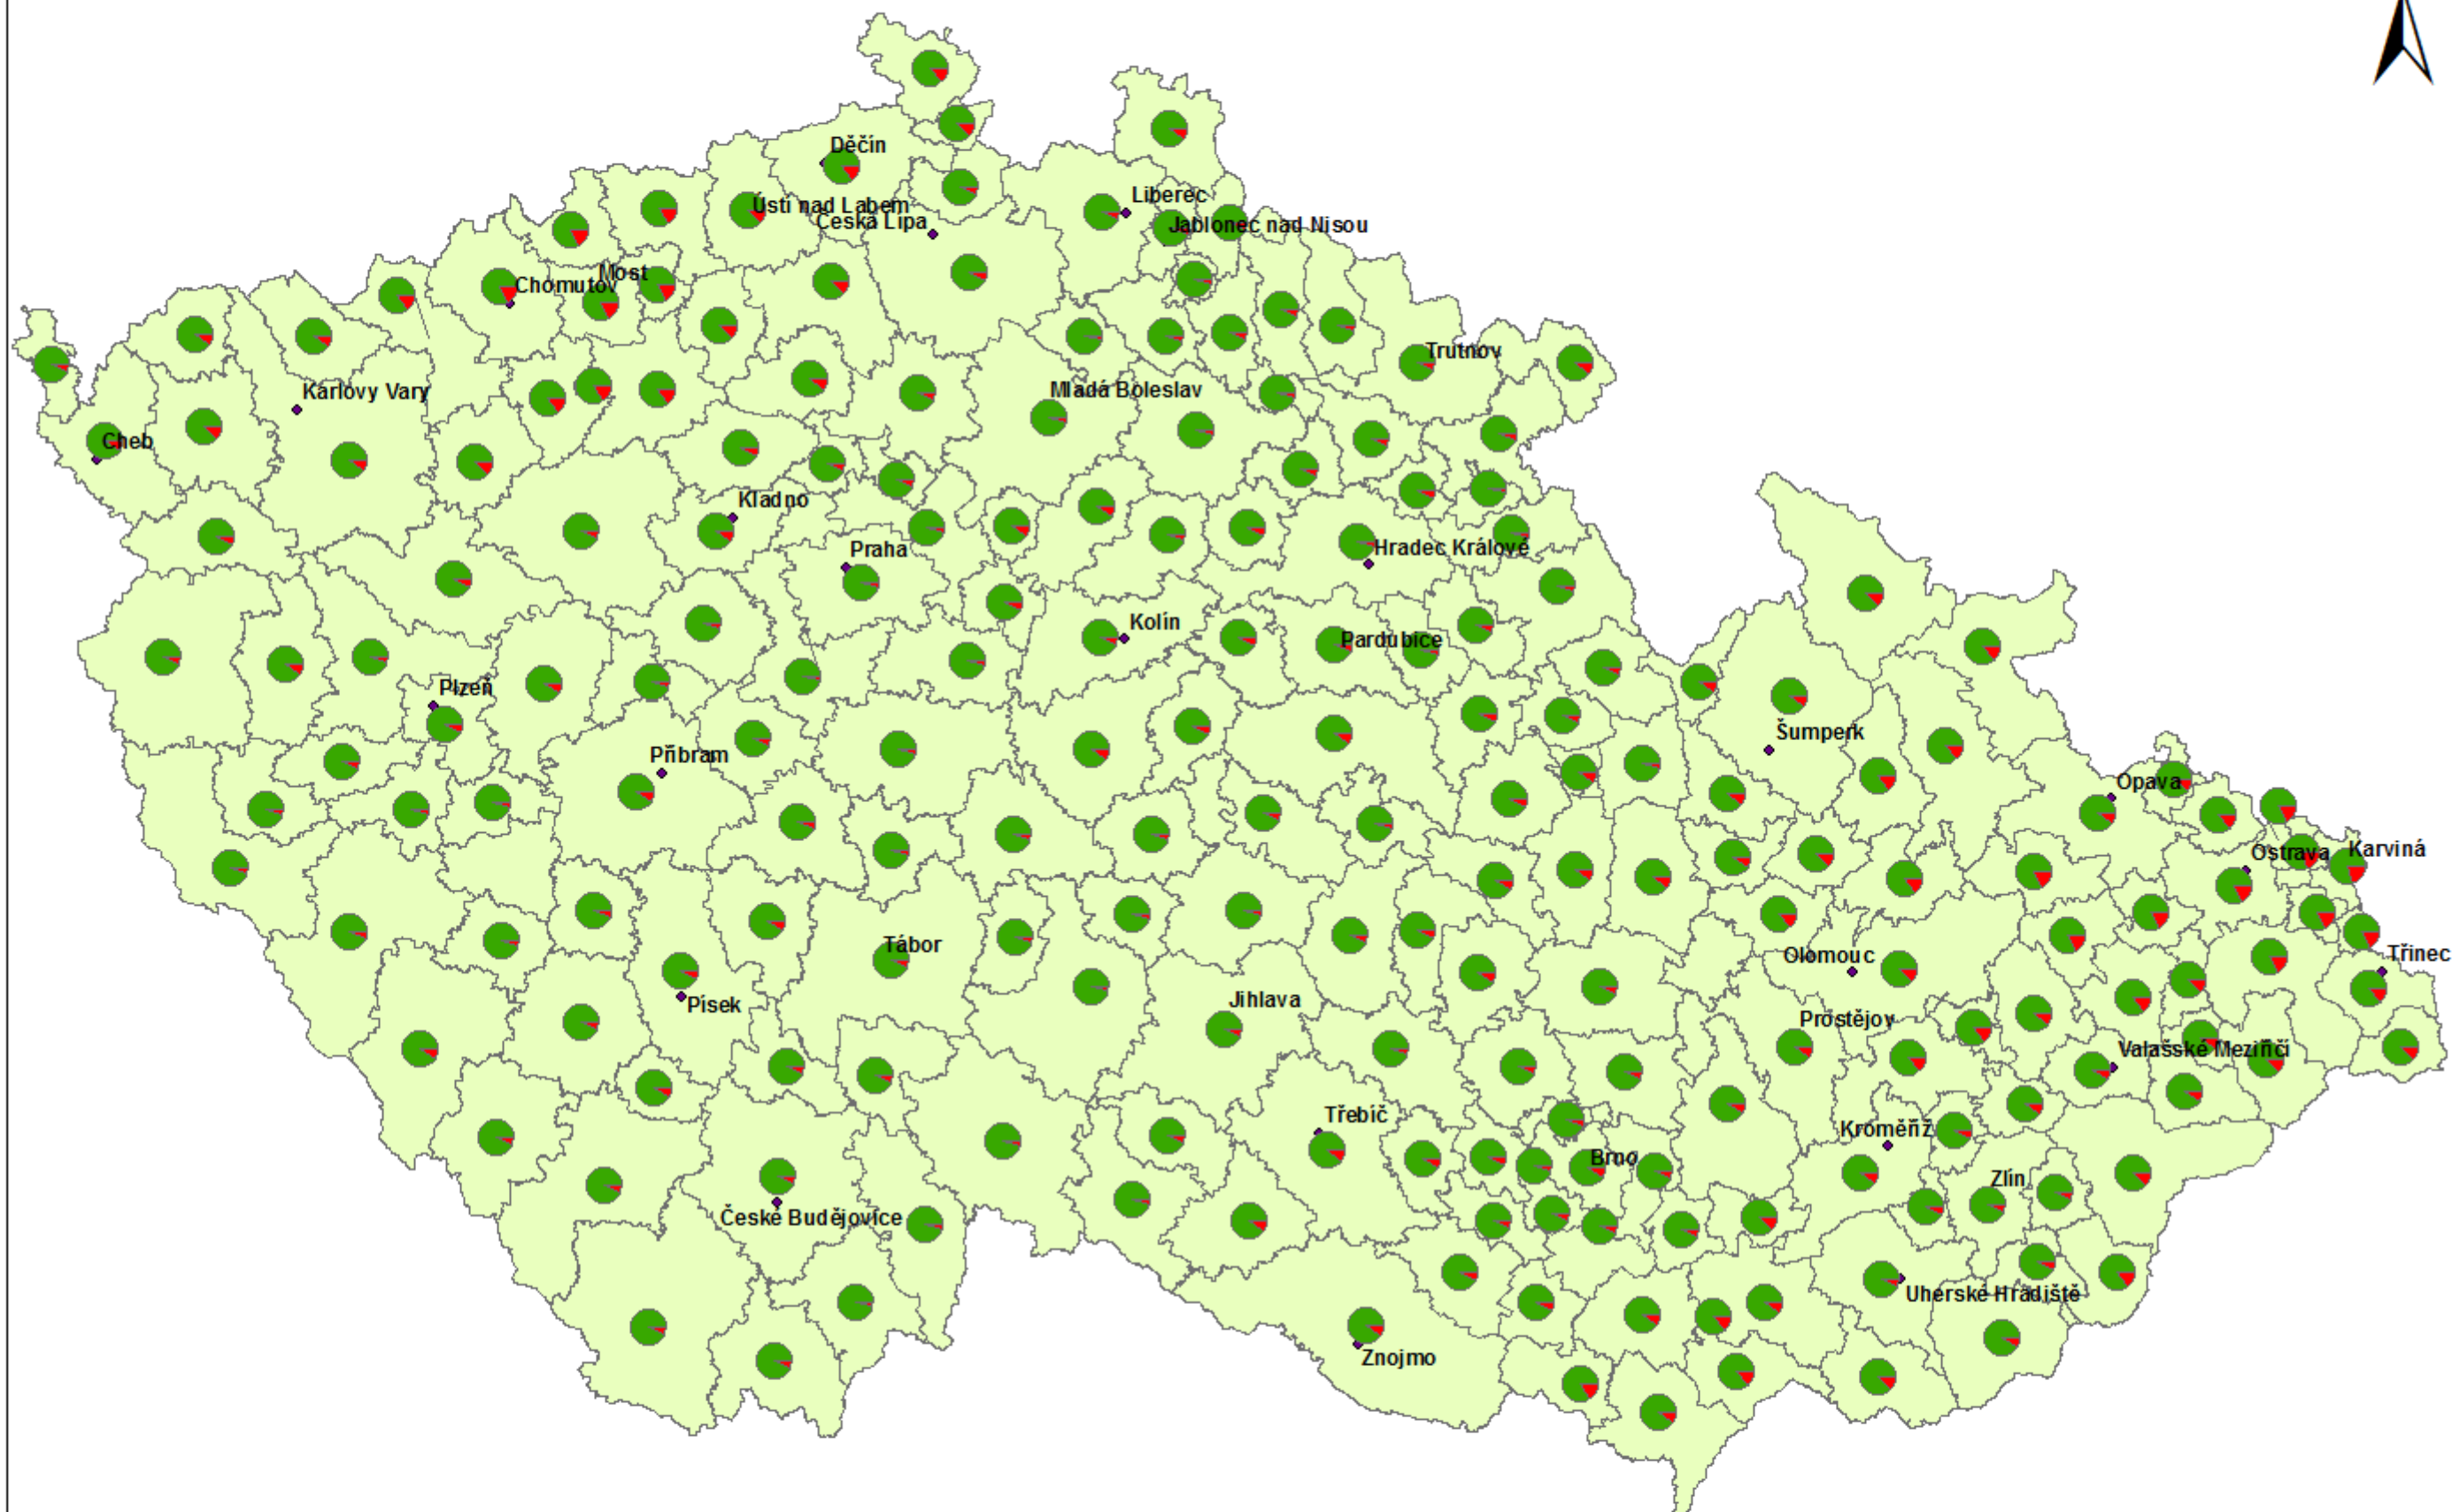 Děčín
Liberec
Ústí nad Labem
Česká Lípa
Jablonec nad Nisou
Most
Chomutov
Trutnov
Karlovy Vary
Mladá Boleslav
Cheb
Kladno
Praha
Hradec Králové
Kolín
Pardubice
Plzeň
Šumperk
Příbram
Opava
Ostrava
Karviná
Tábor
Olomouc
Třinec
Písek
Jihlava
Prostějov
Valašské Meziříčí
Třebíč
Kroměříž
Brno
Zlín
České Budějovice
Uherské Hradiště
Znojmo